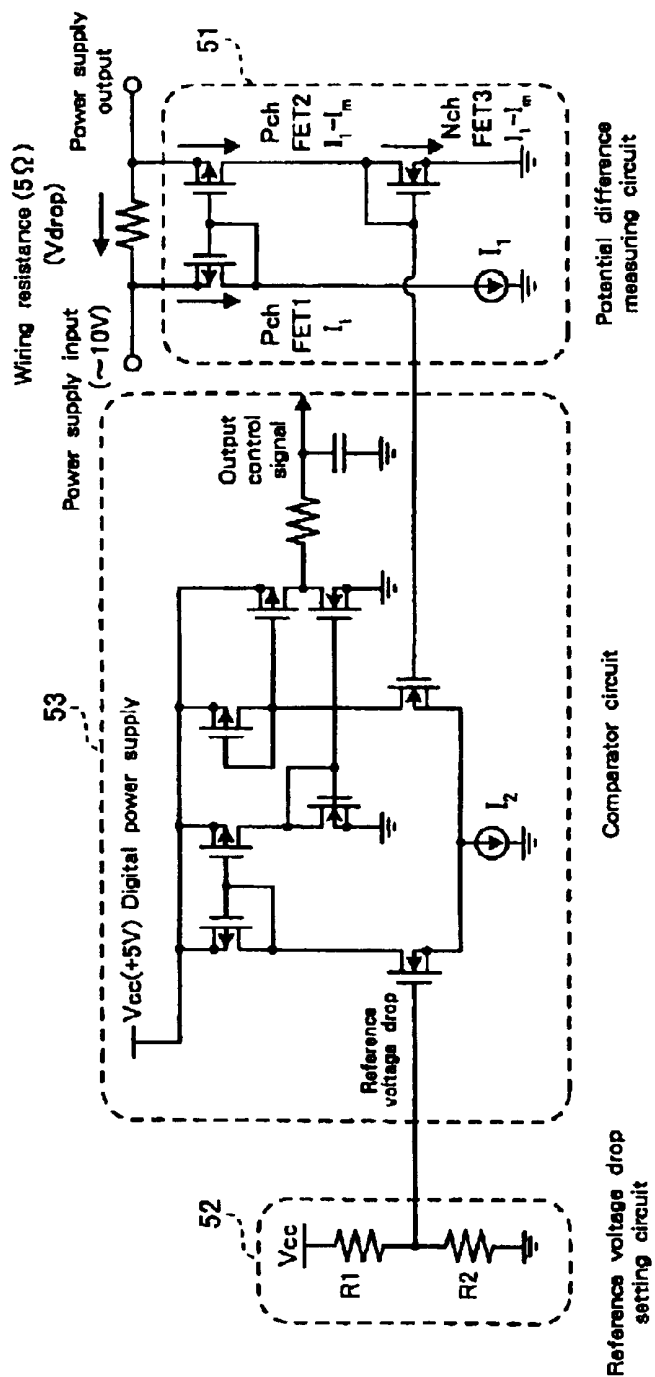 53
Vcc(+5V) Digital power supply
Output
control
signal
Reference
voltage drop
I2
Comparator circuit
52
Vcc
R1
R2
Reference voltage drop
setting circuit
Wiring resistance (5Ω)
(Vdrop)
Power supply input
(~10V)
Power supply
output
51
Pch
FET1
I1
Pch
FET2
I1-Im
Nch
FET3
I1-Im
I1
Potential difference
measuring circuit